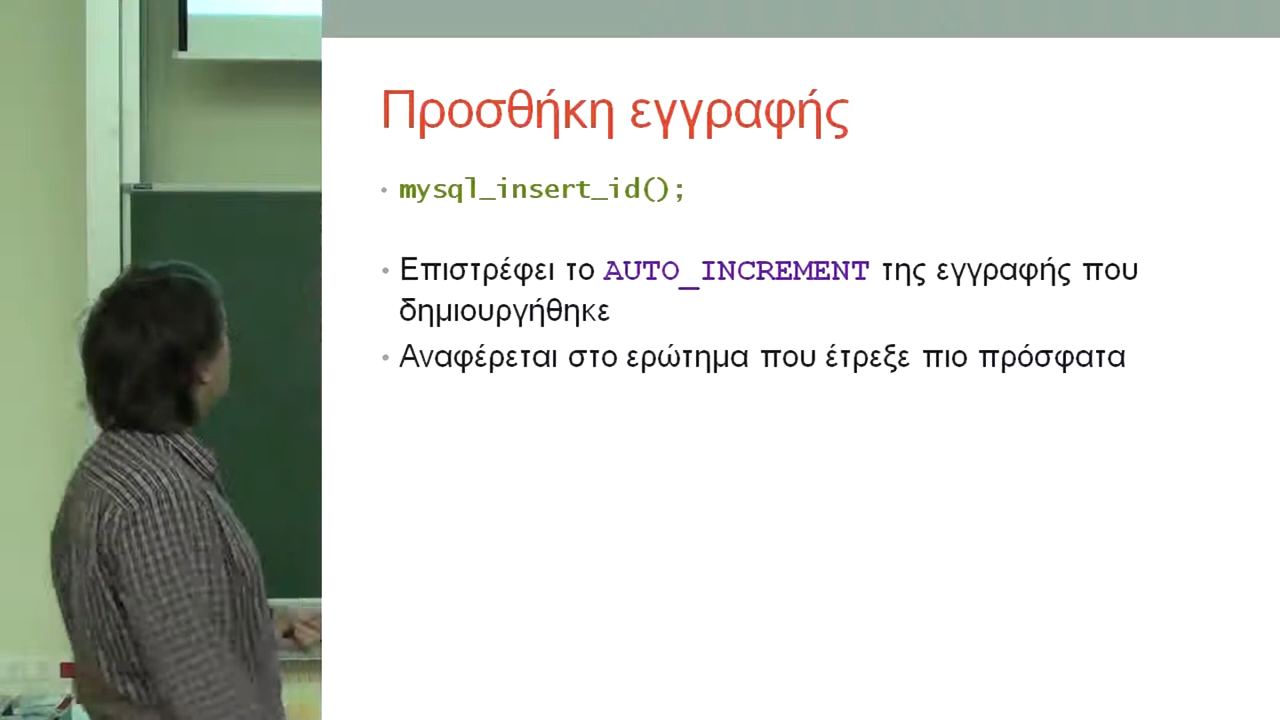 Προσθήκη εγγραφής
• mysql_insert_id();
• Επιστρέφει το AUTO_INCREMENT της εγγραφής που
δημιουργήθηκε
• Αναφέρεται στο ερώτημα που έτρεξε πιο πρόσφατα